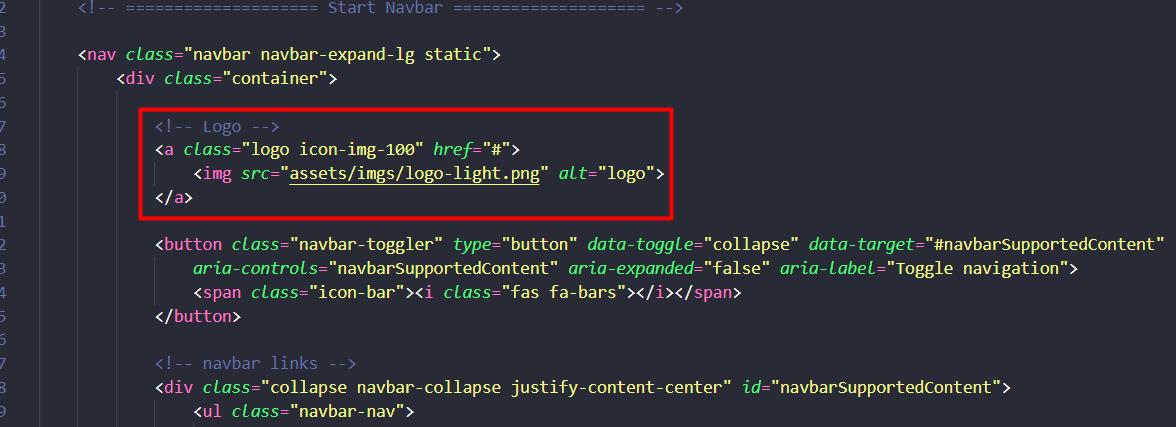 2 <!-- ==================== Start Navbar ==================== -->
3
4 <nav class="navbar navbar-expand-lg static">
5 <div class="container">
6
7 <!-- Logo -->
8 <a class="logo icon-img-100" href="#">
9 <img src="assets/imgs/logo-light.png" alt="logo">
0 </a>
1
2 <button class="navbar-toggler" type="button" data-toggle="collapse" data-target="#navbarSupportedContent"
3 aria-controls="navbarSupportedContent" aria-expanded="false" aria-label="Toggle navigation">
4 <span class="icon-bar"><i class="fas fa-bars"></i></span>
5 </button>
6
7 <!-- navbar links -->
8 <div class="collapse navbar-collapse justify-content-center" id="navbarSupportedContent">
9 <ul class="navbar-nav">